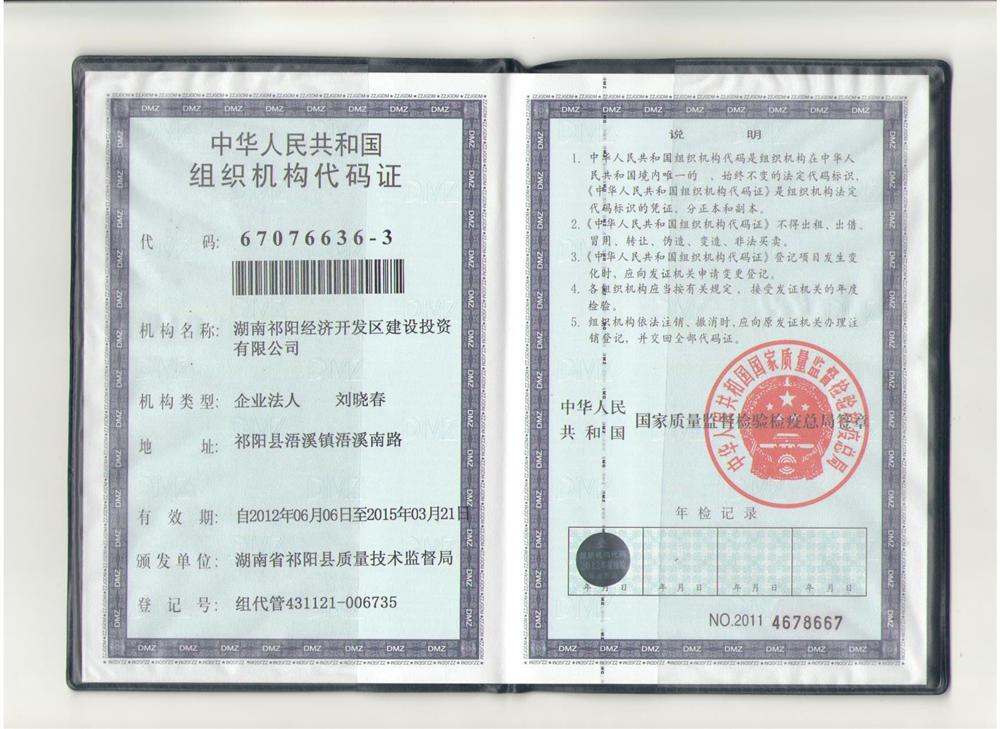 中华人民共和国
组织机构代码证
代 码: 67076636-3
机构名称: 湖南祁阳经济开发区建设投资
有限公司
机构类型: 企业法人 刘晓春
地 址: 祁阳县浯溪镇浯溪南路
有 效 期: 自2012年06月06日至2015年03月21日
颁发单位: 湖南省祁阳县质量技术监督局
登 记 号: 组代管431121-006735
说 明
1. 中华人民共和国组织机构代码是组织机构在中华人
民共和国境内唯一的 、始终不变的法定代码标识,
《中华人民共和国组织机构代码证》是组织机构法定
代码标识的凭证, 分正本和副本。
2.《中华人民共和国组织机构代码证》不得出租、出借、
冒用、转让、伪造、变造、非法买卖。
3.《中华人民共和国组织机构代码证》登记项目发生变
化时、应向发证机关申请变更登记。
4. 各组织机构应当按有关规定 , 接受发证机关的年度
检验。
5. 组织机构依法注销、撤消时,应向原发证机关办理注
销登记, 并交回全部代码证。
中华人民
共和国
国家质量监督检验检疫总局签章
中华人民共和国国家质量监督检验检疫总局
年检记录
年 月 日 年 月 日 年 月 日 年 月 日
NO.2011 4678667